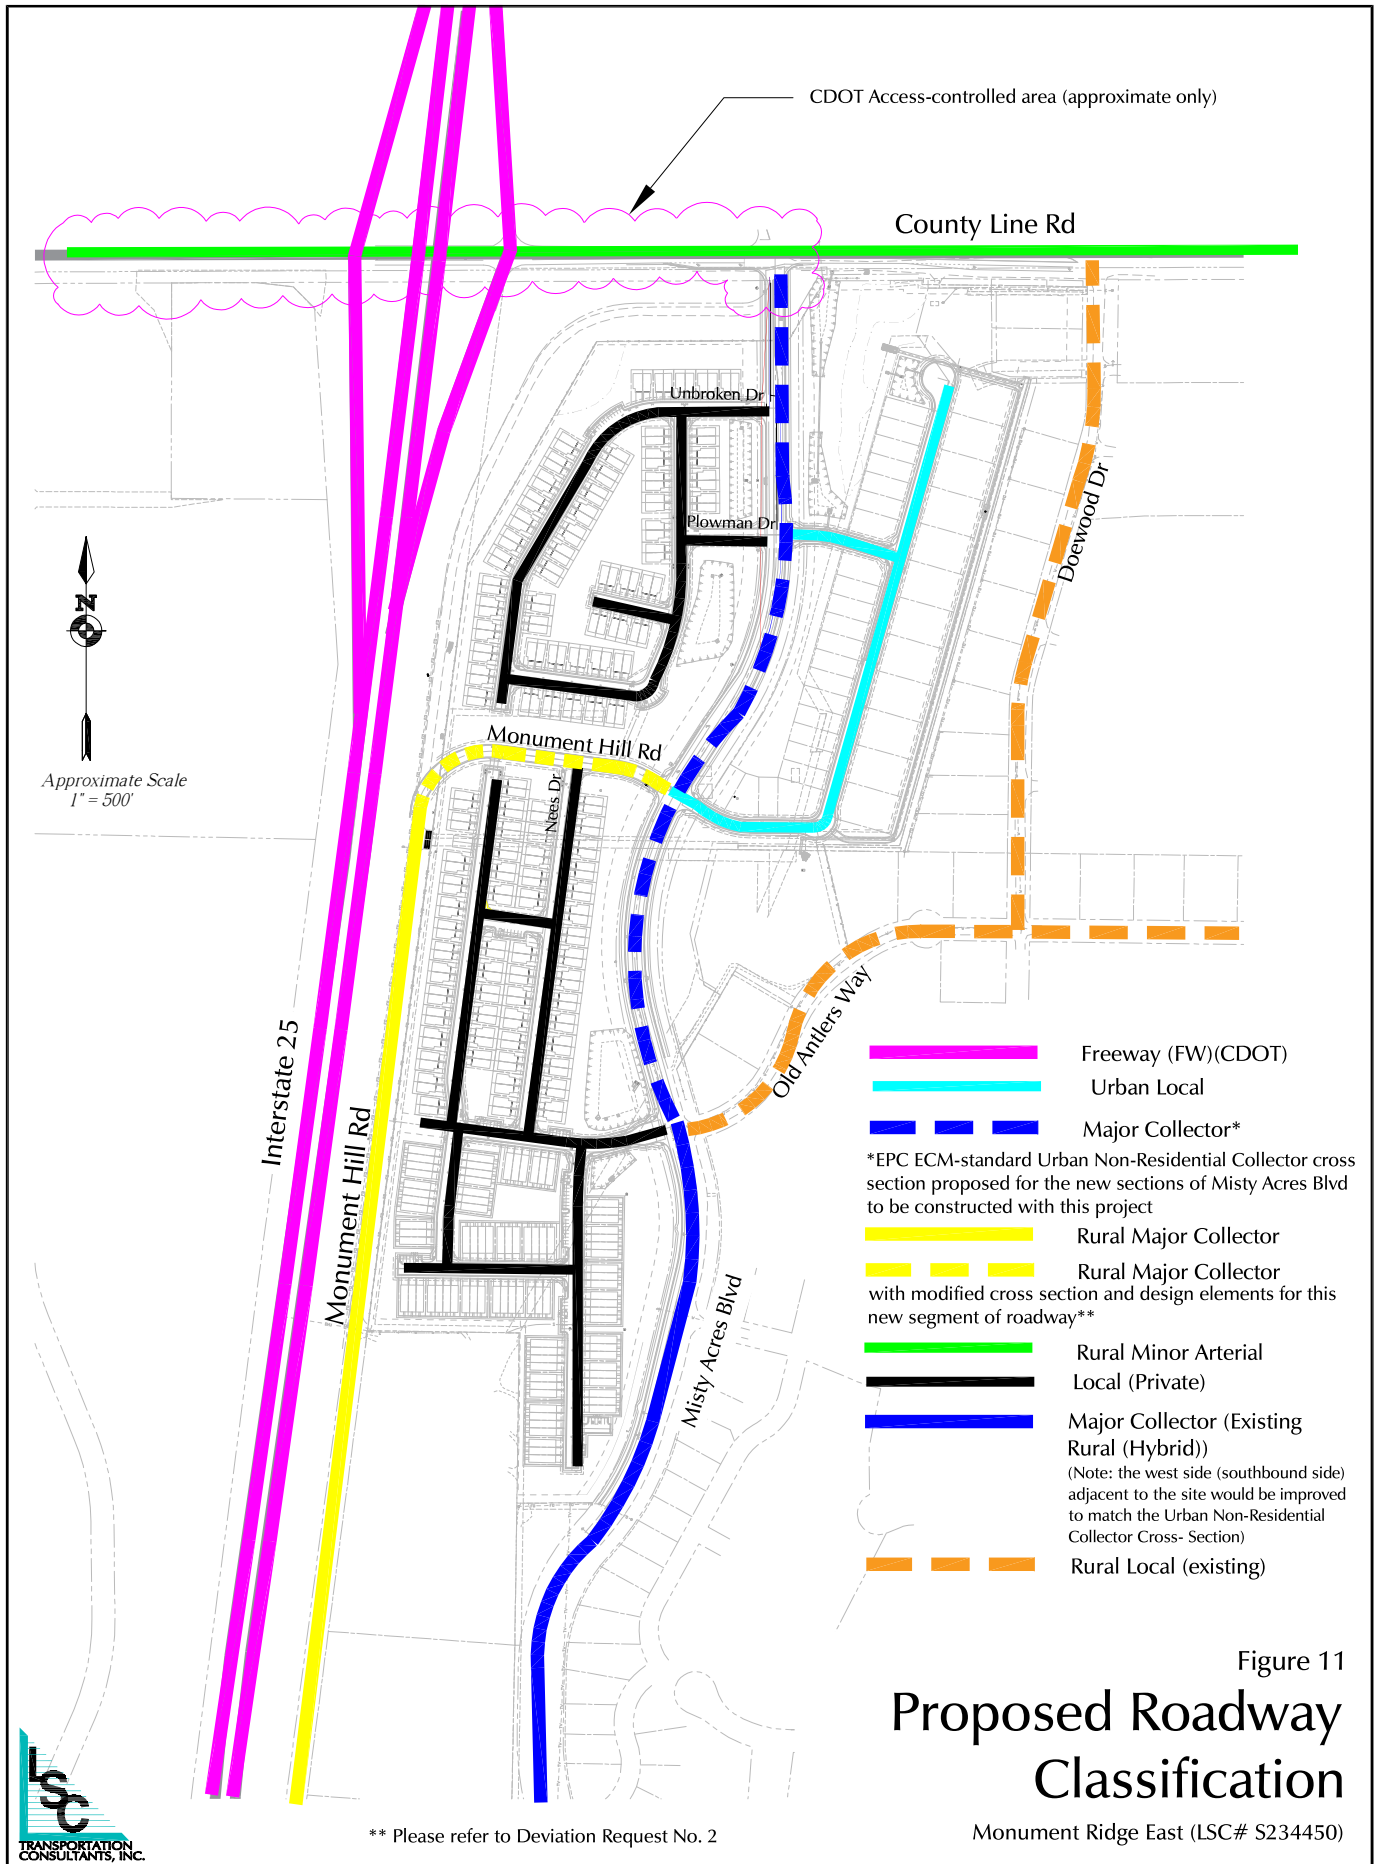 CDOT Access-controlled area (approximate only)
County Line Rd
Unbroken Dr
Plowman Dr
Doewood Dr
N
Approximate Scale
1" = 500'
Monument Hill Rd
Nees Dr
Old Antlers Way
Interstate 25
Monument Hill Rd
Misty Acres Blvd
Freeway (FW)(CDOT)
Urban Local
Major Collector*
*EPC ECM-standard Urban Non-Residential Collector cross
section proposed for the new sections of Misty Acres Blvd
to be constructed with this project
Rural Major Collector
Rural Major Collector
with modified cross section and design elements for this
new segment of roadway**
Rural Minor Arterial
Local (Private)
Major Collector (Existing
Rural (Hybrid))
(Note: the west side (southbound side)
adjacent to the site would be improved
to match the Urban Non-Residential
Collector Cross- Section)
Rural Local (existing)
Figure 11
Proposed Roadway
Classification
Monument Ridge East (LSC# S234450)
** Please refer to Deviation Request No. 2
LSC
TRANSPORTATION
CONSULTANTS, INC.